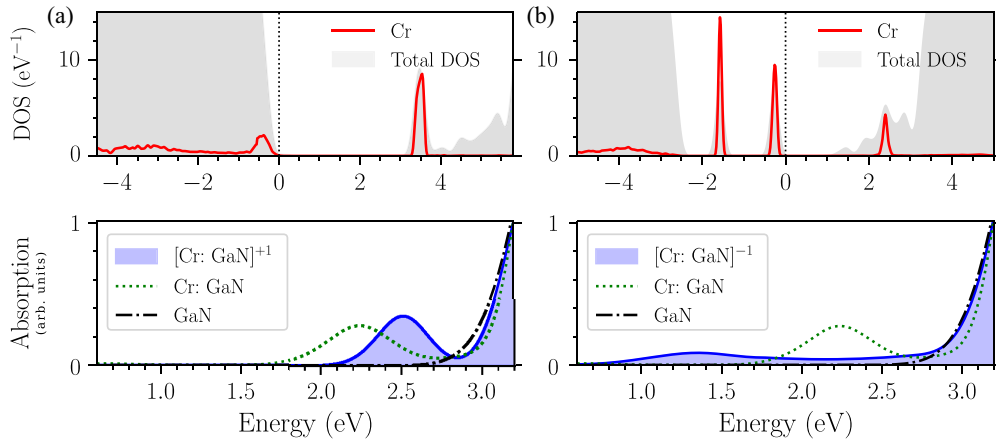 (a)
(b)
DOS (eV⁻¹)
10
0
Cr
Total DOS
−4
−2
0
2
4
10
0
Cr
Total DOS
−4
−2
0
2
4
Absorption
(arb. units)
1
0
[Cr: GaN]⁺¹
Cr: GaN
GaN
1.0
1.5
2.0
2.5
3.0
Energy (eV)
1
0
[Cr: GaN]⁻¹
Cr: GaN
GaN
1.0
1.5
2.0
2.5
3.0
Energy (eV)